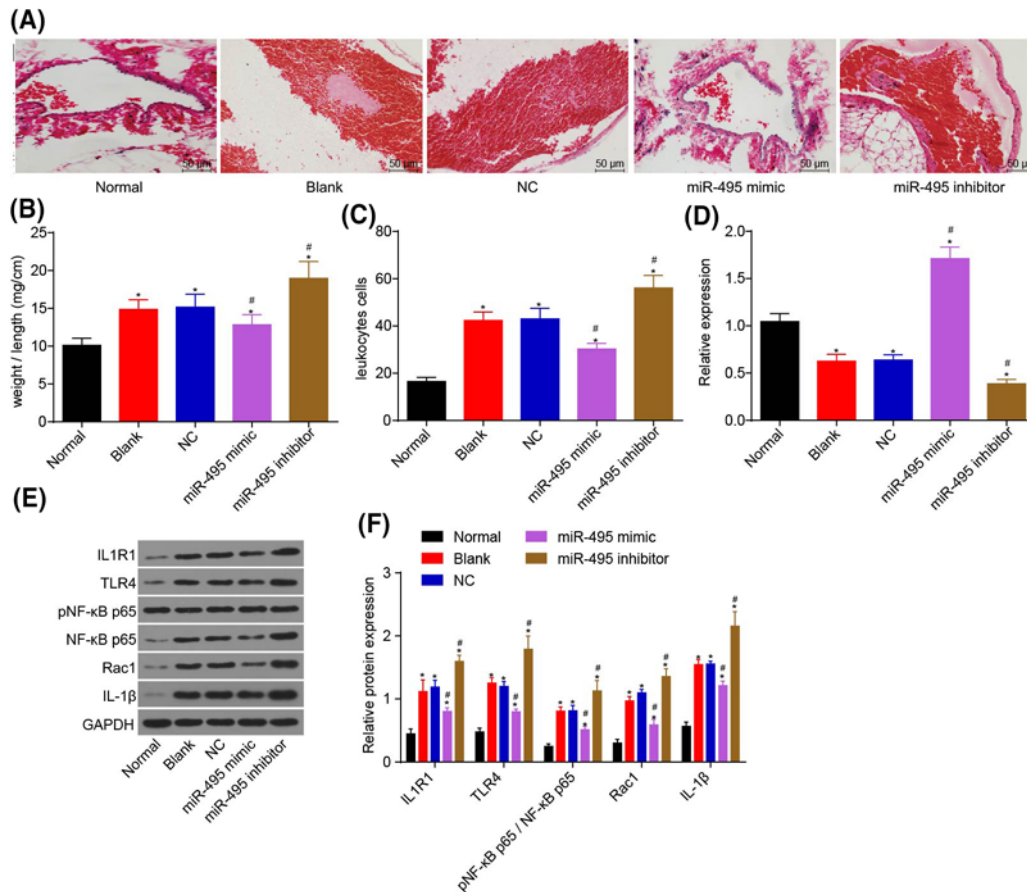 (A)
50 µm
50 µm
50 µm
50 µm
50 µm
Normal
Blank
NC
miR-495 mimic
miR-495 inhibitor
(B)
weight / length (mg/cm)
25
20
15
10
5
0
*
*
#
*
#
*
Normal
Blank
NC
miR-495 mimic
miR-495 inhibitor
(C)
leukocytes cells
80
60
40
20
0
*
*
#
*
#
*
Normal
Blank
NC
miR-495 mimic
miR-495 inhibitor
(D)
Relative expression
2.0
1.5
1.0
0.5
0.0
*
*
#
*
#
*
Normal
Blank
NC
miR-495 mimic
miR-495 inhibitor
(E)
IL1R1
TLR4
pNF-κB p65
NF-κB p65
Rac1
IL-1β
GAPDH
Normal
Blank
NC
miR-495 mimic
miR-495 inhibitor
(F)
Normal
Blank
NC
miR-495 mimic
miR-495 inhibitor
Relative protein expression
3
2
1
0
* * # * # *
* * # * # *
* * # * # *
* * # * # *
* * # * # *
IL1R1
TLR4
pNF-κB p65 / NF-κB p65
Rac1
IL-1β